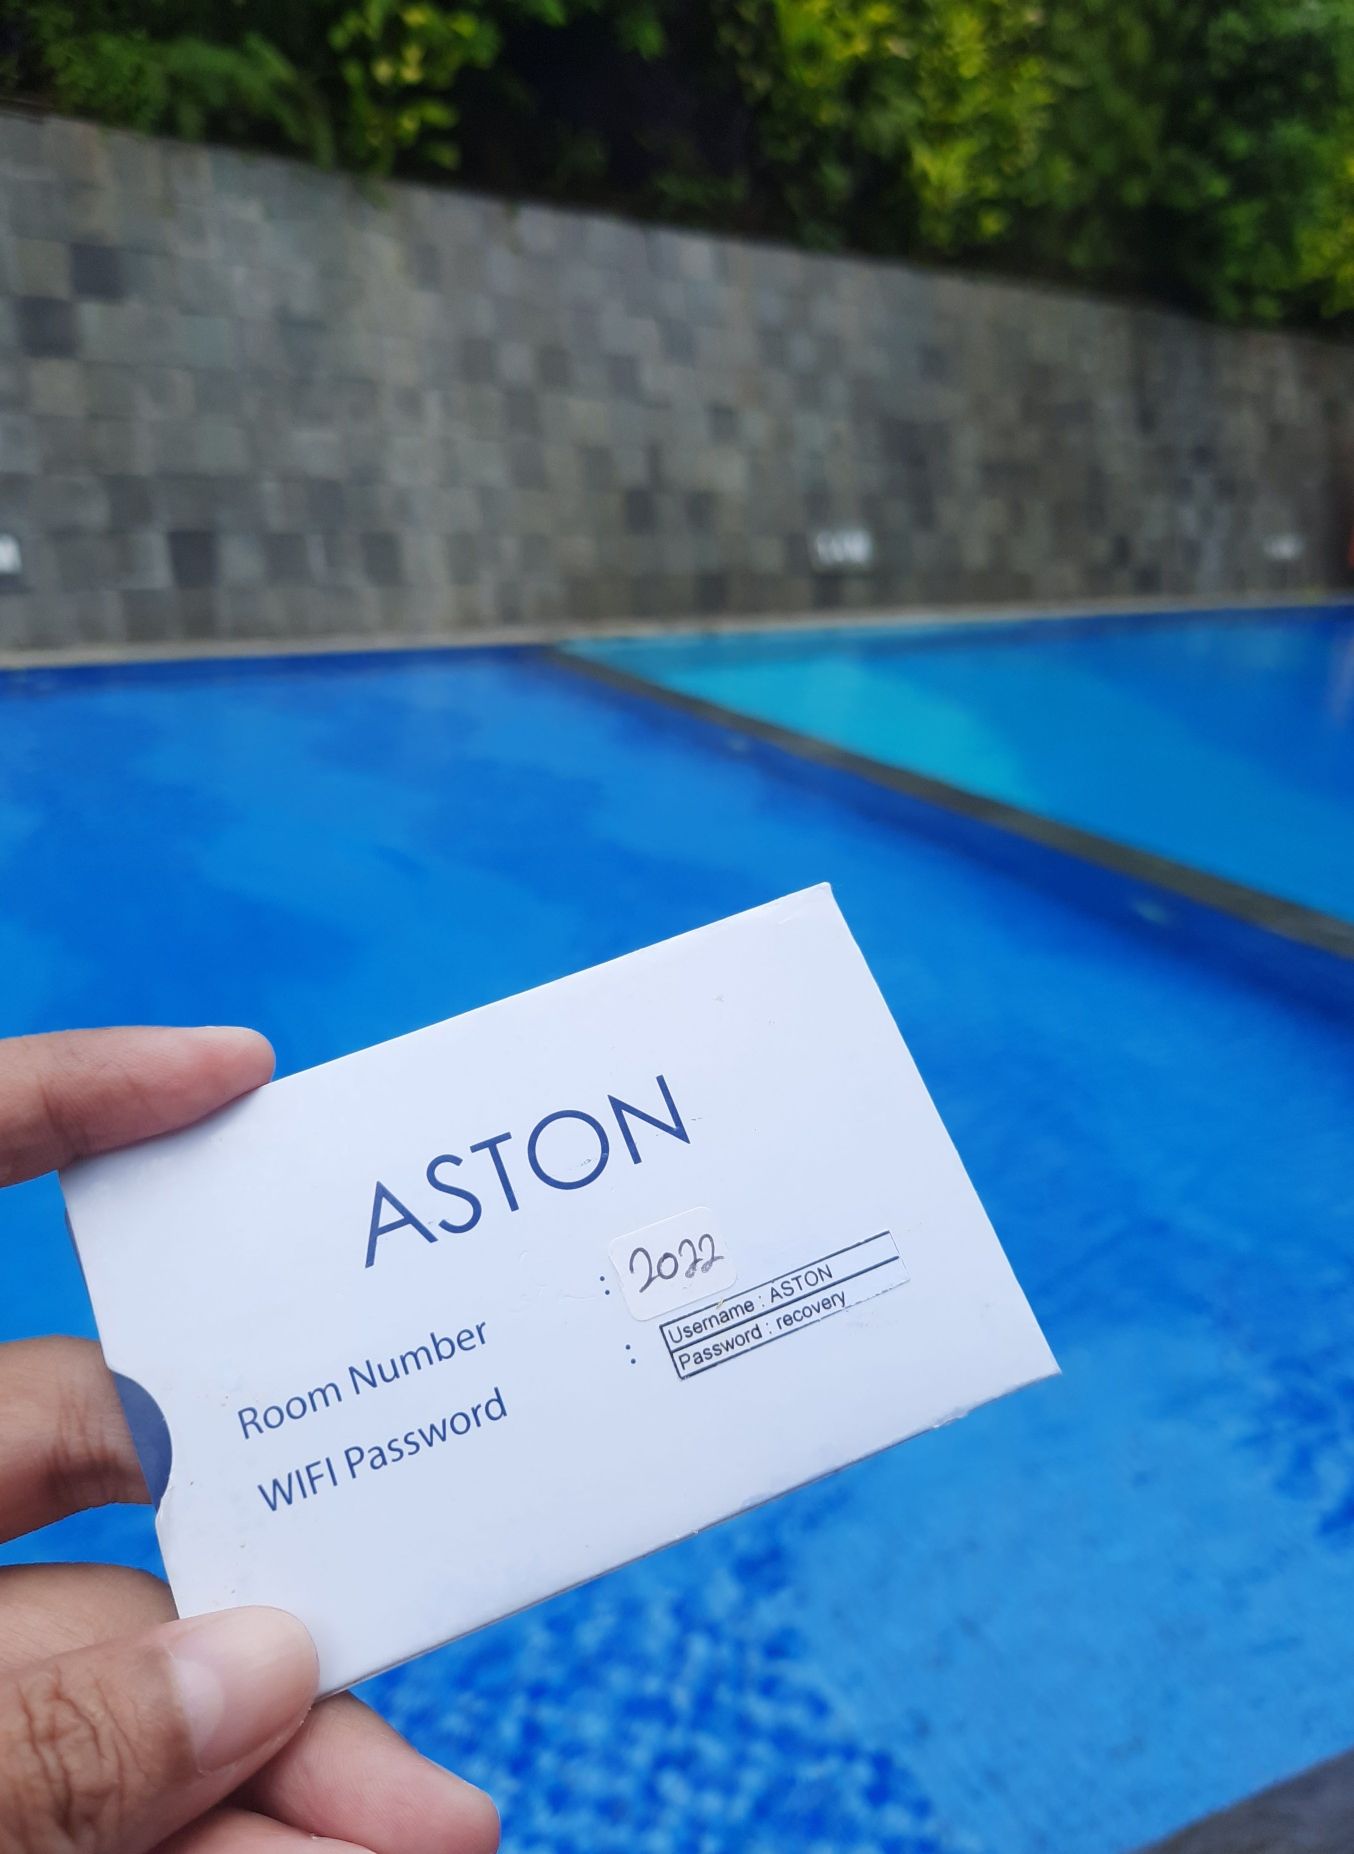 ASTON
Room Number : 2022
WIFI Password :
Username : ASTON
Password : recovery